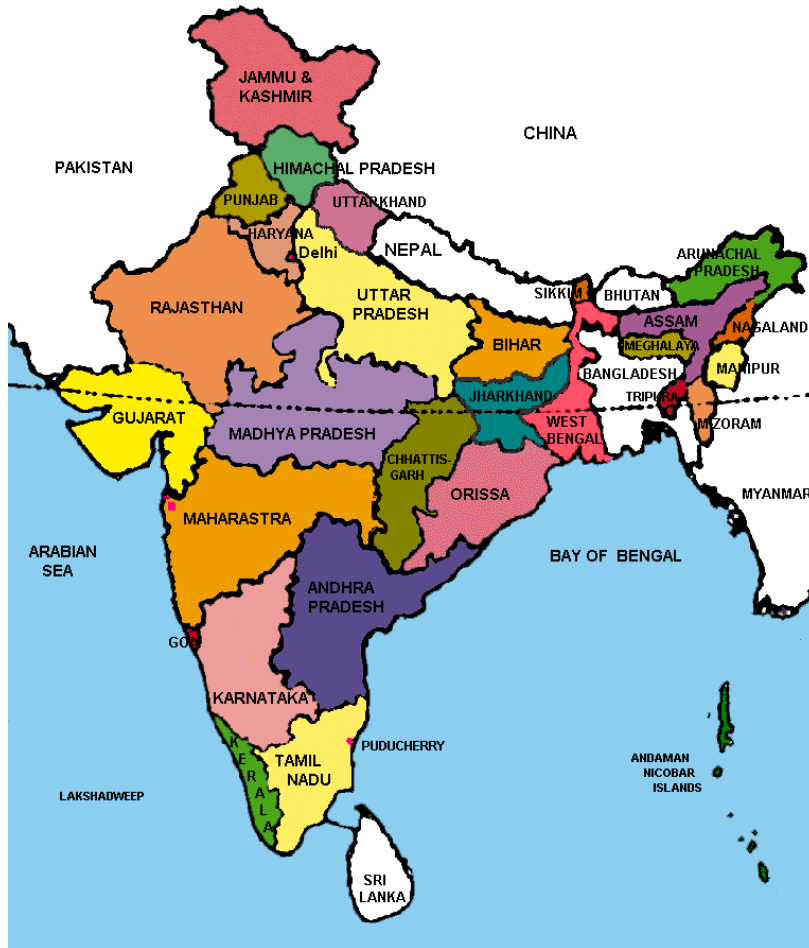 JAMMU &
KASHMIR
CHINA
PAKISTAN
HIMACHAL PRADESH
PUNJAB
UTTARKHAND
HARYANA
Delhi
NEPAL
ARUNACHAL
PRADESH
SIKKIM
BHUTAN
RAJASTHAN
UTTAR
PRADESH
ASSAM
NAGALAND
BIHAR
MEGHALAYA
MANIPUR
BANGLADESH
JHARKHAND
TRIPURA
GUJARAT
WEST
BENGAL
MIZORAM
MADHYA PRADESH
CHHATTIS-
GARH
ORISSA
MYANMAR
MAHARASTRA
ARABIAN
SEA
BAY OF BENGAL
ANDHRA
PRADESH
GOA
KARNATAKA
KERALA
PUDUCHERRY
TAMIL
NADU
ANDAMAN
NICOBAR
ISLANDS
LAKSHADWEEP
SRI
LANKA